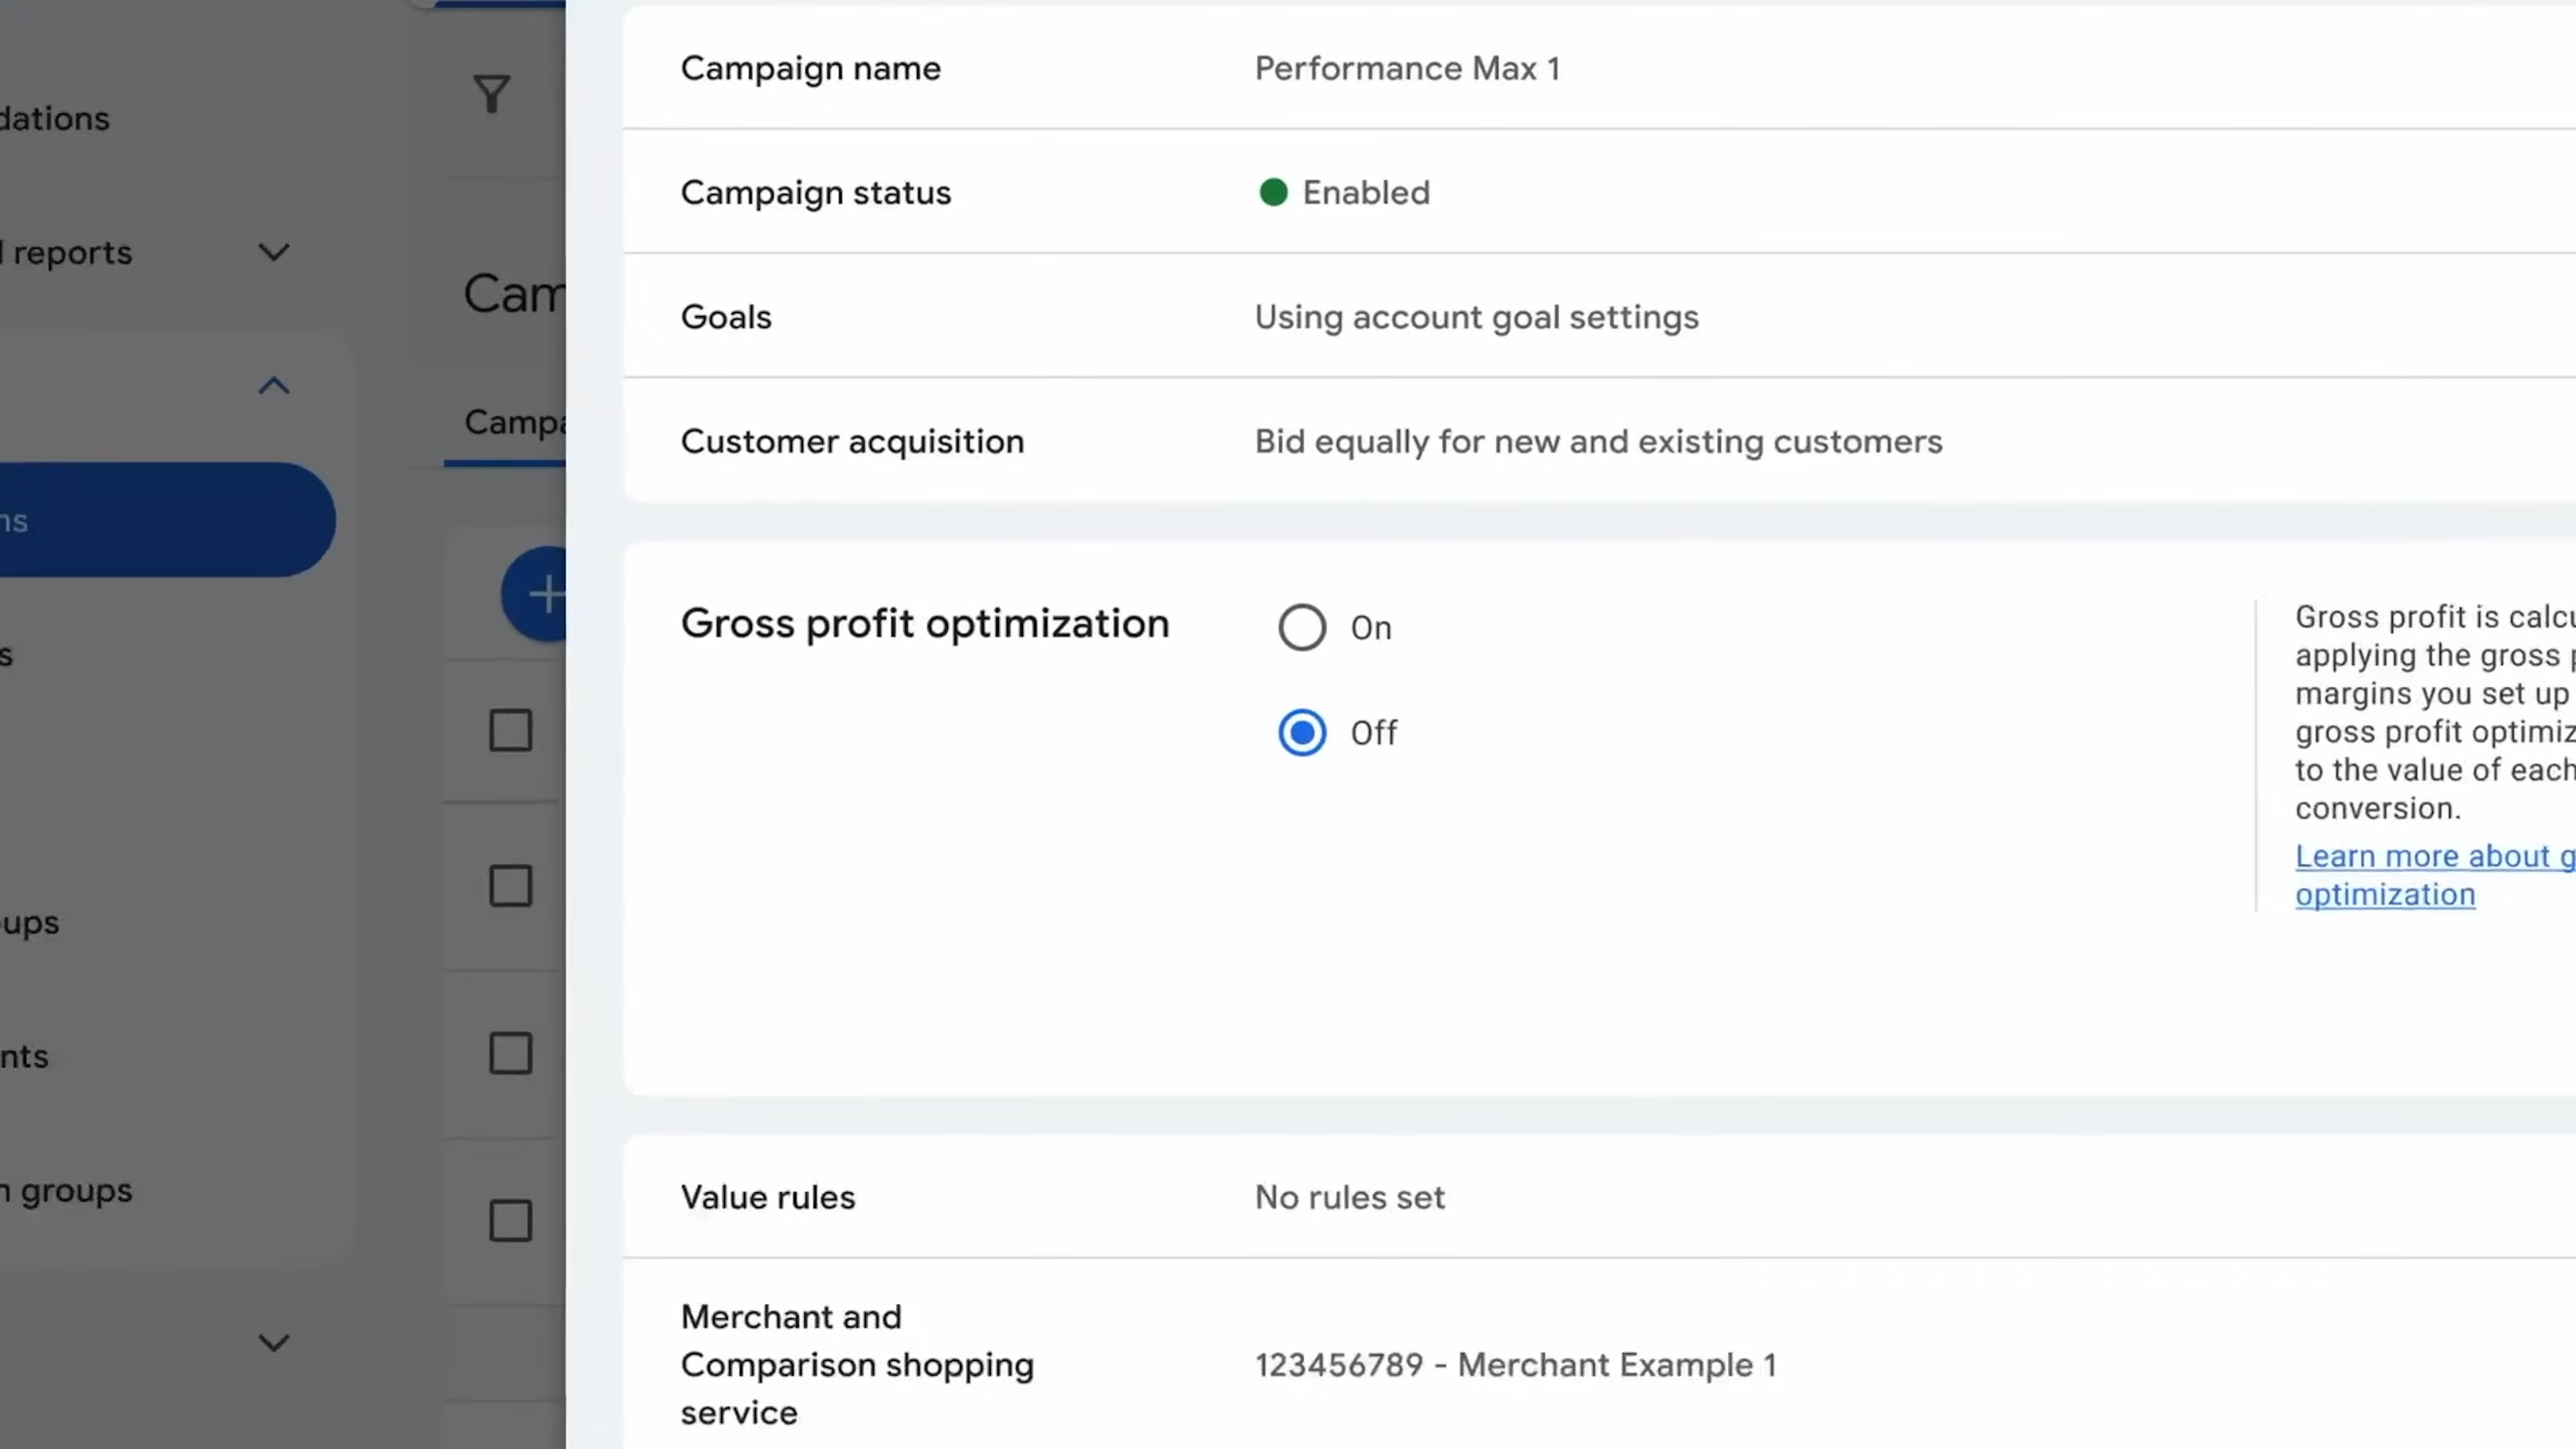 dations
reports
Cam
Campa
ns
s
ups
nts
n groups
Campaign name
Performance Max 1
Campaign status
Enabled
Goals
Using account goal settings
Customer acquisition
Bid equally for new and existing customers
Gross profit optimization
On
Off
Gross profit is calcu
applying the gross p
margins you set up
gross profit optimiz
to the value of each
conversion.
Learn more about g
optimization
Value rules
No rules set
Merchant and
Comparison shopping
service
123456789 - Merchant Example 1